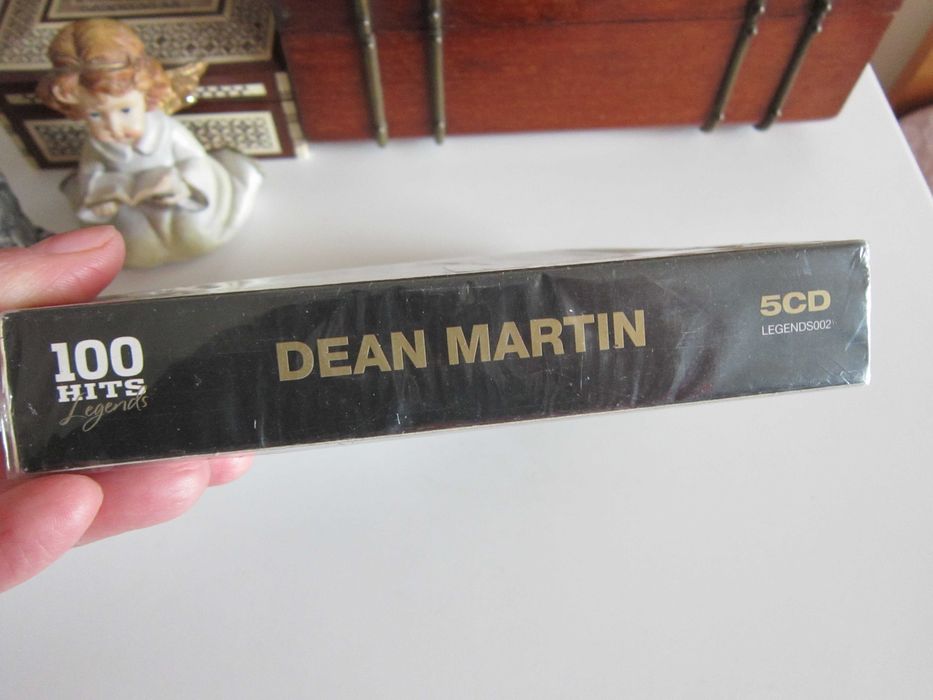 100
HITS
Legends
DEAN MARTIN
5CD
LEGENDS002